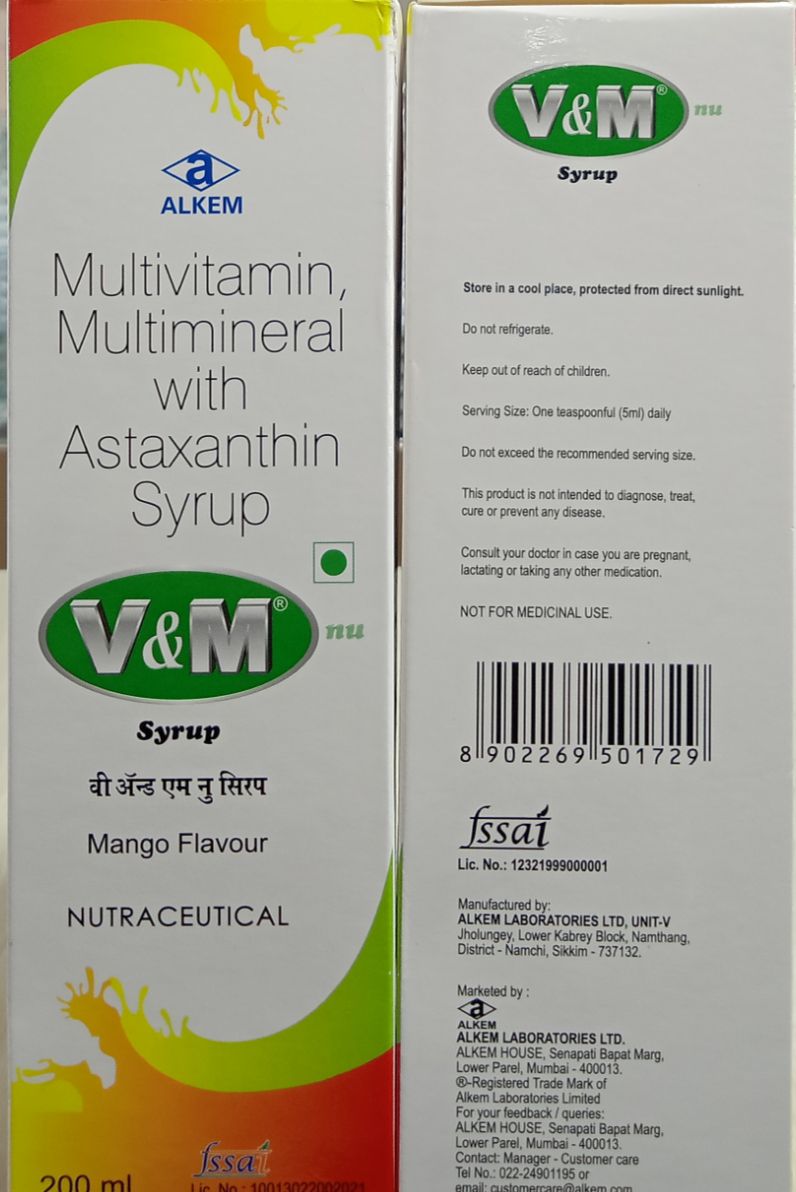 a
ALKEM
Multivitamin,
Multimineral
with
Astaxanthin
Syrup
V&M® nu
Syrup
वी ॲन्ड एम नु सिरप
Mango Flavour
NUTRACEUTICAL
200 ml
fssai
Lic. No.: 10013022002021
V&M® nu
Syrup
Store in a cool place, protected from direct sunlight.
Do not refrigerate.
Keep out of reach of children.
Serving Size: One teaspoonful (5ml) daily
Do not exceed the recommended serving size.
This product is not intended to diagnose, treat,
cure or prevent any disease.
Consult your doctor in case you are pregnant,
lactating or taking any other medication.
NOT FOR MEDICINAL USE.
8 902269 501729
fssai
Lic. No.: 12321999000001
Manufactured by:
ALKEM LABORATORIES LTD, UNIT-V
Jholungey, Lower Kabrey Block, Namthang,
District - Namchi, Sikkim - 737132.
Marketed by :
a
ALKEM
ALKEM LABORATORIES LTD.
ALKEM HOUSE, Senapati Bapat Marg,
Lower Parel, Mumbai - 400013.
®-Registered Trade Mark of
Alkem Laboratories Limited
For your feedback / queries:
ALKEM HOUSE, Senapati Bapat Marg,
Lower Parel, Mumbai - 400013.
Contact: Manager - Customer care
Tel No.: 022-24901195 or
email: customercare@alkem.com